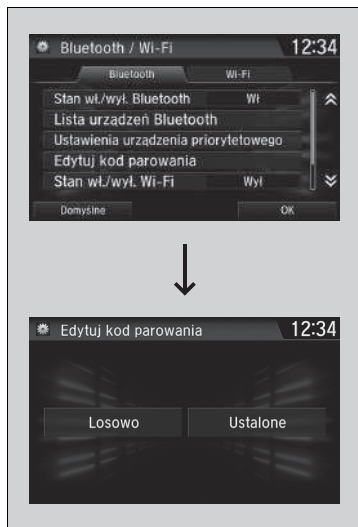 Bluetooth / Wi-Fi 12:34
Bluetooth Wi-Fi
Stan wł./wył. Bluetooth Wł
Lista urządzeń Bluetooth
Ustawienia urządzenia priorytetowego
Edytuj kod parowania
Stan wł./wył. Wi-Fi Wył
Domyślne OK
Edytuj kod parowania 12:34
Losowo Ustalone